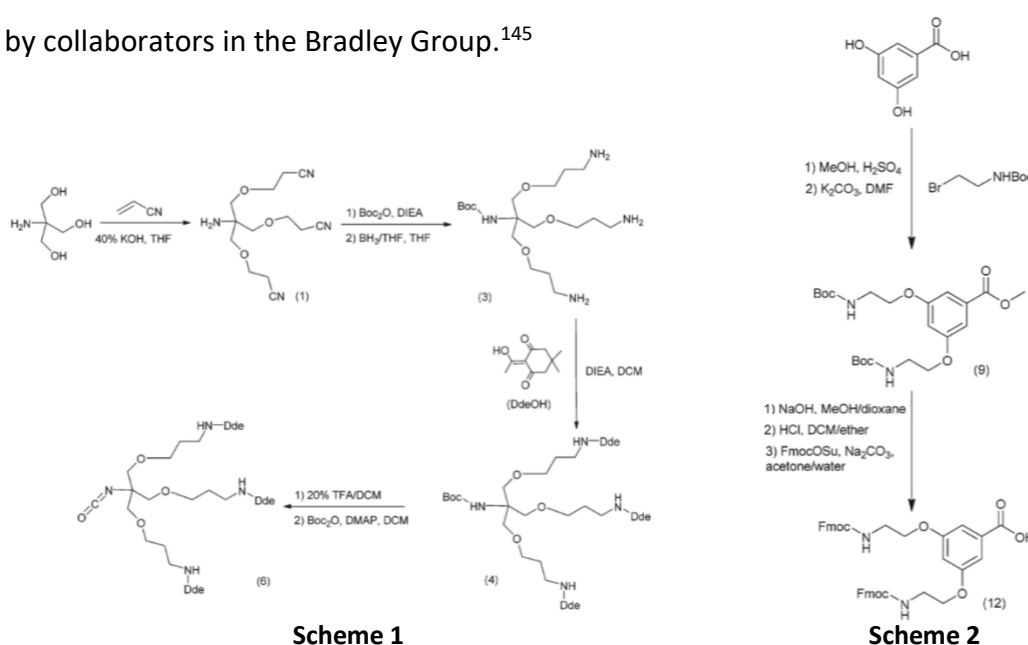 by collaborators in the Bradley Group.145
H2N
OH
OH
OH
CN
40% KOH, THF
H2N
O
CN
O
CN
O
CN
(1)
1) Boc2O, DIEA
2) BH3/THF, THF
Boc
HN
O
NH2
O
NH2
O
NH2
(3)
HO
O
O
(DdeOH)
DIEA, DCM
HN-Dde
O
Boc
HN
O
H
N
Dde
O
NH
Dde
(4)
1) 20% TFA/DCM
2) Boc2O, DMAP, DCM
HN-Dde
O
O
C
N
O
H
N
Dde
O
NH
Dde
(6)
Scheme 1
HO
O
OH
OH
1) MeOH, H2SO4
2) K2CO3, DMF
Br
NHBoc
Boc
N
H
O
O
O
Boc
N
H
O
(9)
1) NaOH, MeOH/dioxane
2) HCl, DCM/ether
3) FmocOSu, Na2CO3,
acetone/water
Fmoc
N
H
O
O
OH
Fmoc
N
H
O
(12)
Scheme 2